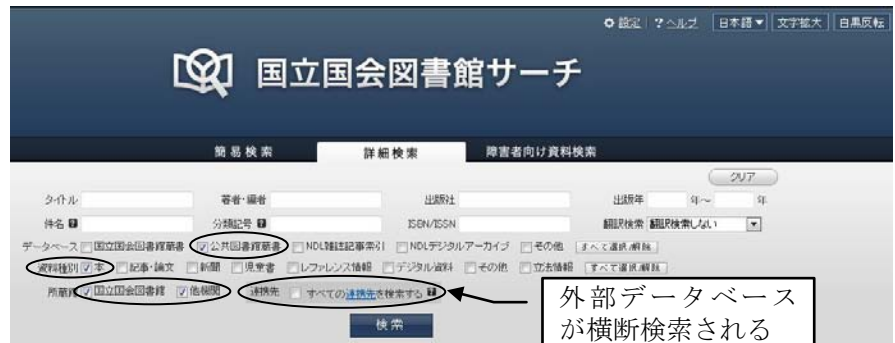 設定 ? ヘルプ 日本語▼ 文字拡大 白黒反転
国立国会図書館サーチ
簡易検索 詳細検索 障害者向け資料検索
クリア
タイトル 著者・編者 出版社 出版年 年～ 年
件名 ? 分類記号 ? ISBN/ISSN 翻訳検索 翻訳検索しない
データベース 国立国会図書館蔵書 公共図書館蔵書 NDL雑誌記事索引 NDLデジタルアーカイブ その他 すべて選択/解除
資料種別 本 記事・論文 新聞 児童書 レファレンス情報 デジタル資料 その他 立法情報 すべて選択/解除
所蔵館 国立国会図書館 他機関 連携先 すべての連携先を検索する ?
検索
外部データベース
が横断検索される